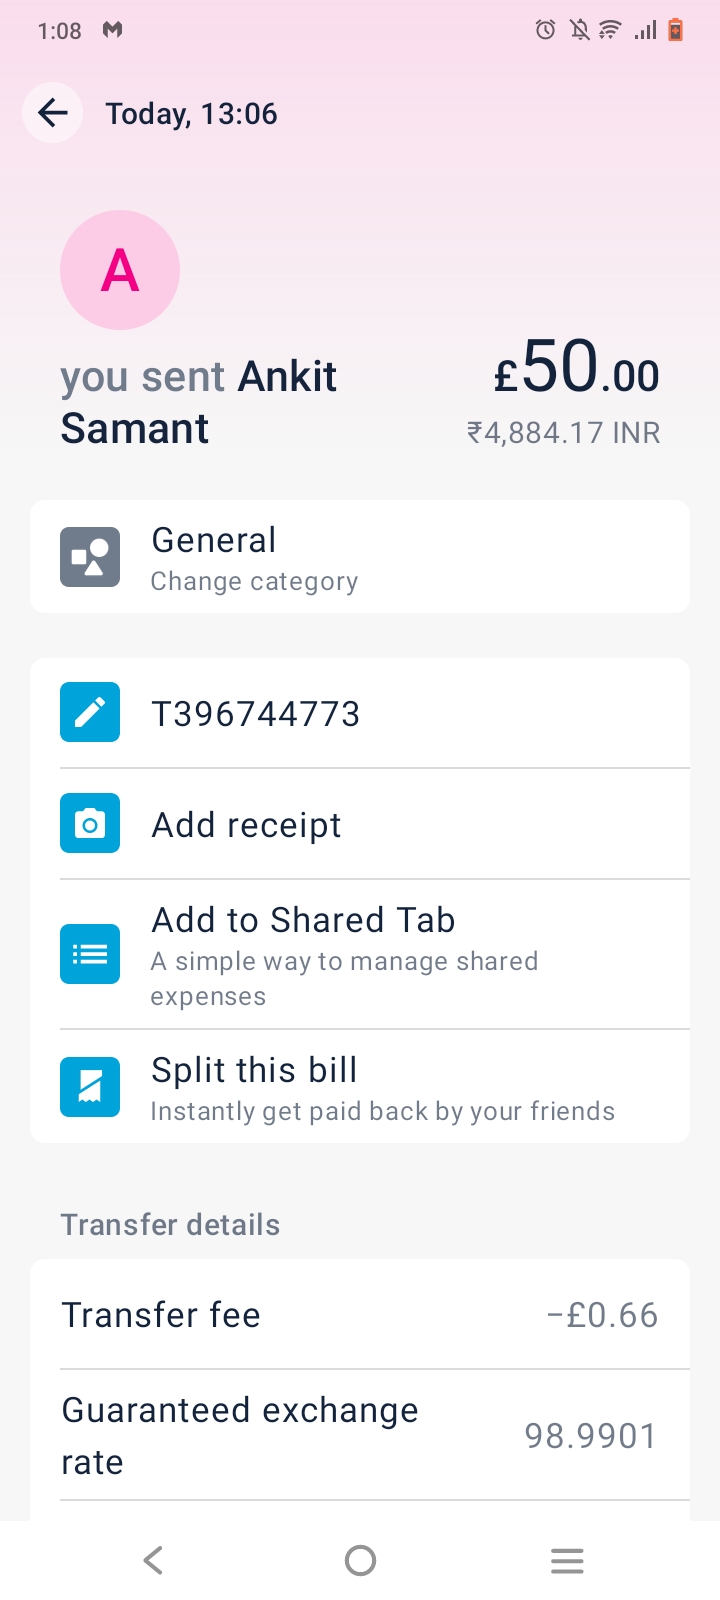 1:08
Today, 13:06
A
you sent Ankit
Samant
£50.00
₹4,884.17 INR
General
Change category
T396744773
Add receipt
Add to Shared Tab
A simple way to manage shared
expenses
Split this bill
Instantly get paid back by your friends
Transfer details
Transfer fee
−£0.66
Guaranteed exchange
rate
98.9901